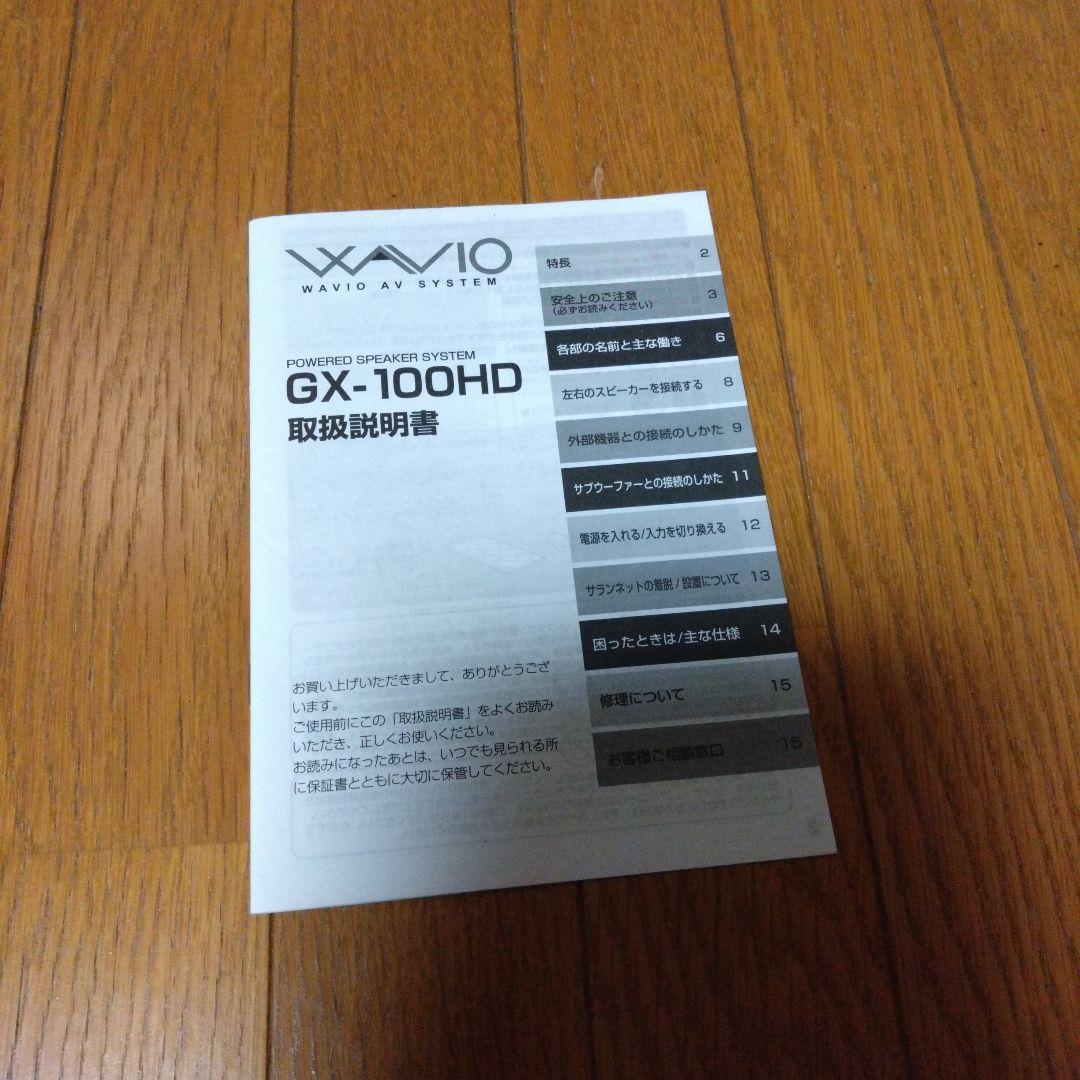 WAVIO
WAVIO AV SYSTEM
POWERED SPEAKER SYSTEM
GX-100HD
取扱説明書
特長 2
安全上のご注意 3
(必ずお読みください)
各部の名前と主な働き 6
左右のスピーカーを接続する 8
外部機器との接続のしかた 9
サブウーファーとの接続のしかた 11
電源を入れる/入力を切り換える 12
サランネットの着脱/設置について 13
困ったときは/主な仕様 14
修理について 15
お客様ご相談窓口 15
お買い上げいただきまして、ありがとうござ
います。
ご使用前にこの「取扱説明書」をよくお読み
いただき、正しくお使いください。
お読みになったあとは、いつでも見られる所
に保証書とともに大切に保管してください。